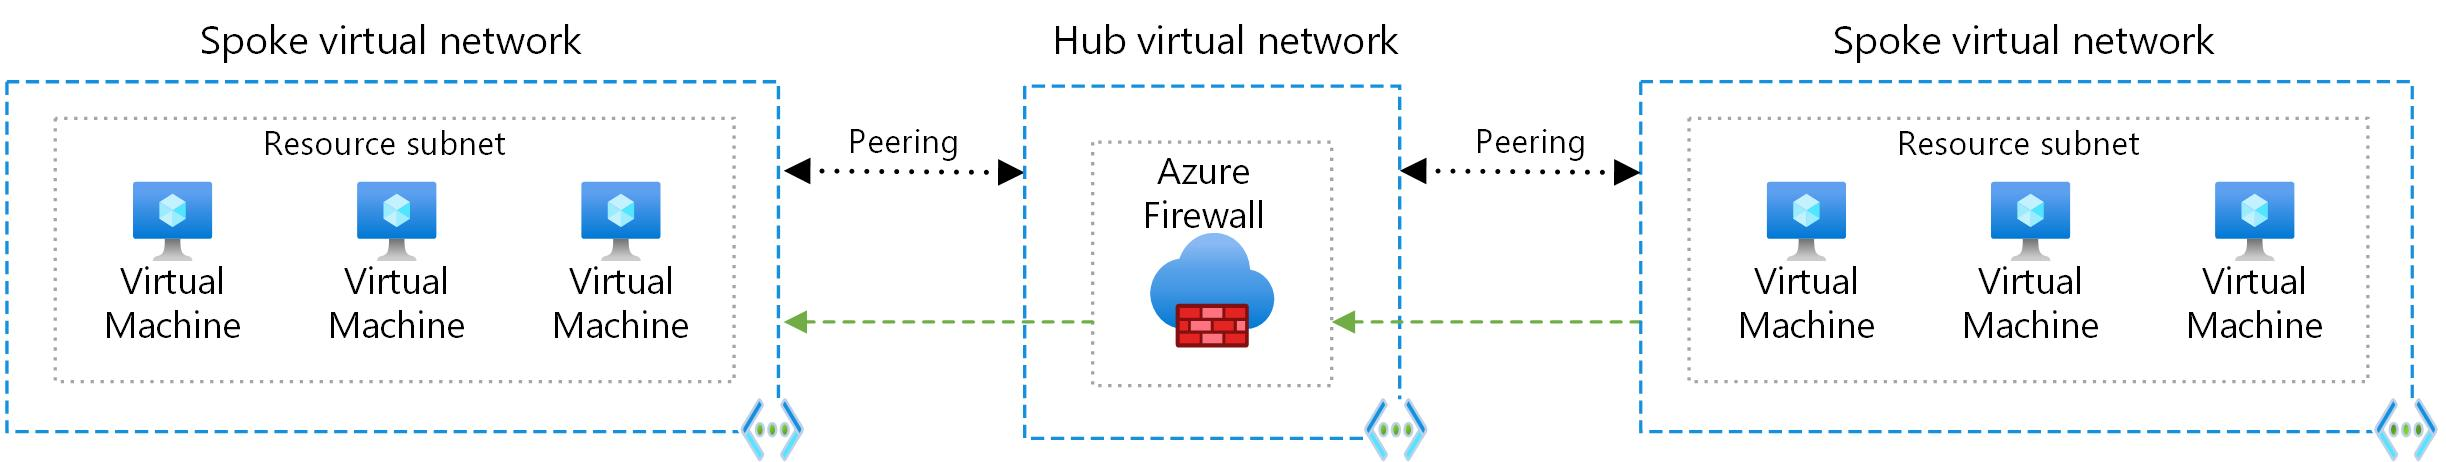 Spoke virtual network
Resource subnet
Virtual
Machine
Virtual
Machine
Virtual
Machine
Peering
Hub virtual network
Azure
Firewall
Peering
Spoke virtual network
Resource subnet
Virtual
Machine
Virtual
Machine
Virtual
Machine